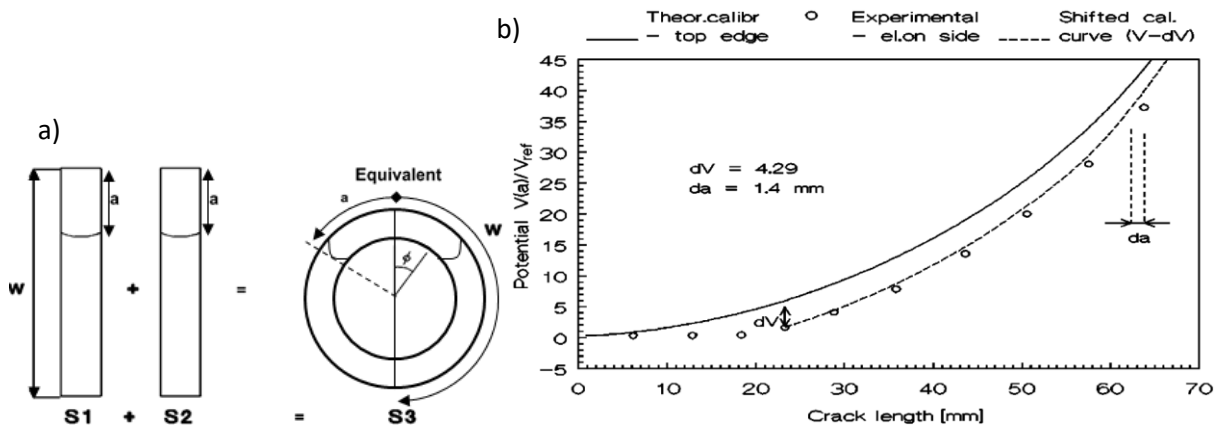 a)
Equivalent
a
a
a
W
W
ϕ
+
=
S1 + S2 = S3
b)
Theor.calibr
— top edge
Experimental
— el.on side
Shifted cal.
curve (V−dV)
Potential V(a)/Vref
45
40
35
30
25
20
15
10
5
0
−5
dV = 4.29
da = 1.4 mm
dV
da
0 10 20 30 40 50 60 70
Crack length [mm]